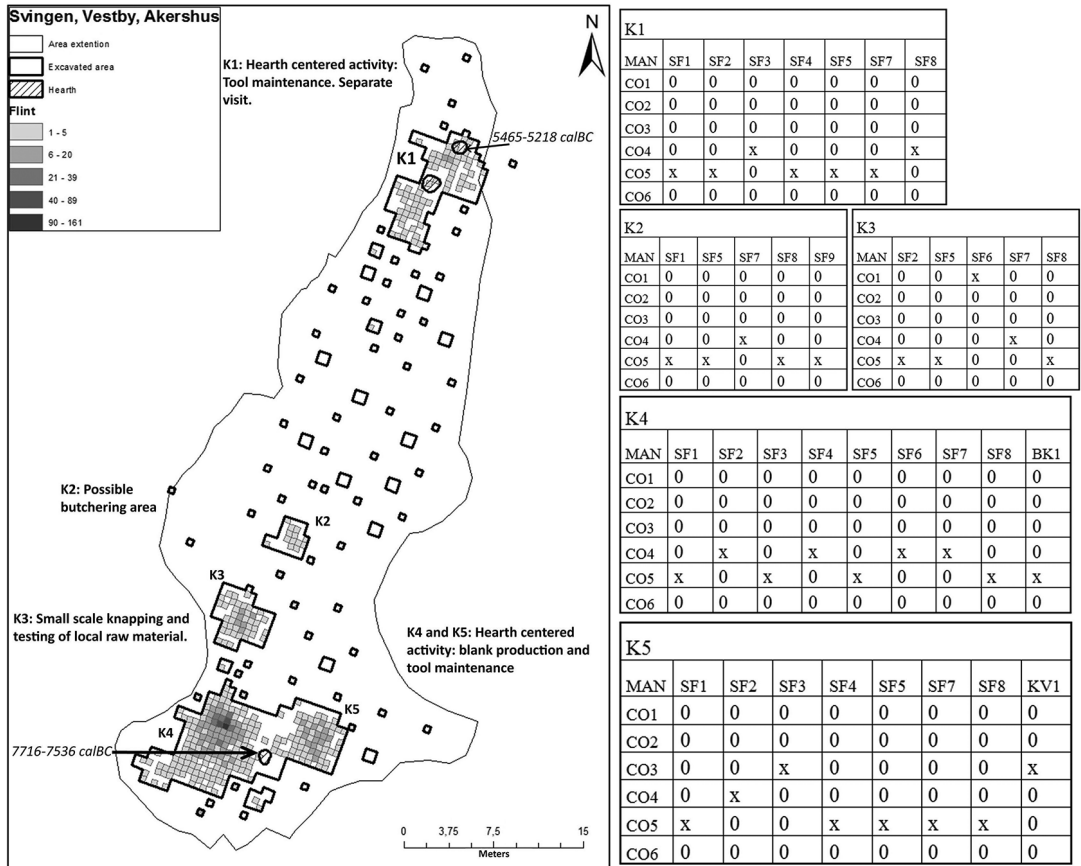 Svingen, Vestby, Akershus
Area extention
Excavated area
Hearth
Flint
1 - 5
6 - 20
21 - 39
40 - 89
90 - 161
K1: Hearth centered activity:
Tool maintenance. Separate
visit.
N
5465-5218 calBC
K1
K2: Possible
butchering area
K2
K3
K3: Small scale knapping and
testing of local raw material.
K4 and K5: Hearth centered
activity: blank production and
tool maintenance
K5
K4
7716-7536 calBC
0 3,75 7,5 15
Meters
K1
MAN SF1 SF2 SF3 SF4 SF5 SF7 SF8
CO1 0 0 0 0 0 0 0
CO2 0 0 0 0 0 0 0
CO3 0 0 0 0 0 0 0
CO4 0 0 x 0 0 0 x
CO5 x x 0 x x x 0
CO6 0 0 0 0 0 0 0
K2
MAN SF1 SF5 SF7 SF8 SF9
CO1 0 0 0 0 0
CO2 0 0 0 0 0
CO3 0 0 0 0 0
CO4 0 0 x 0 0
CO5 x x 0 x x
CO6 0 0 0 0 0
K3
MAN SF2 SF5 SF6 SF7 SF8
CO1 0 0 x 0 0
CO2 0 0 0 0 0
CO3 0 0 0 0 0
CO4 0 0 0 x 0
CO5 x x 0 0 x
CO6 0 0 0 0 0
K4
MAN SF1 SF2 SF3 SF4 SF5 SF6 SF7 SF8 BK1
CO1 0 0 0 0 0 0 0 0 0
CO2 0 0 0 0 0 0 0 0 0
CO3 0 0 0 0 0 0 0 0 0
CO4 0 x 0 x 0 x x 0 0
CO5 x 0 x 0 x 0 0 x x
CO6 0 0 0 0 0 0 0 0 0
K5
MAN SF1 SF2 SF3 SF4 SF5 SF7 SF8 KV1
CO1 0 0 0 0 0 0 0 0
CO2 0 0 0 0 0 0 0 0
CO3 0 0 x 0 0 0 0 x
CO4 0 x 0 0 0 0 0 0
CO5 x 0 0 x x x x 0
CO6 0 0 0 0 0 0 0 0